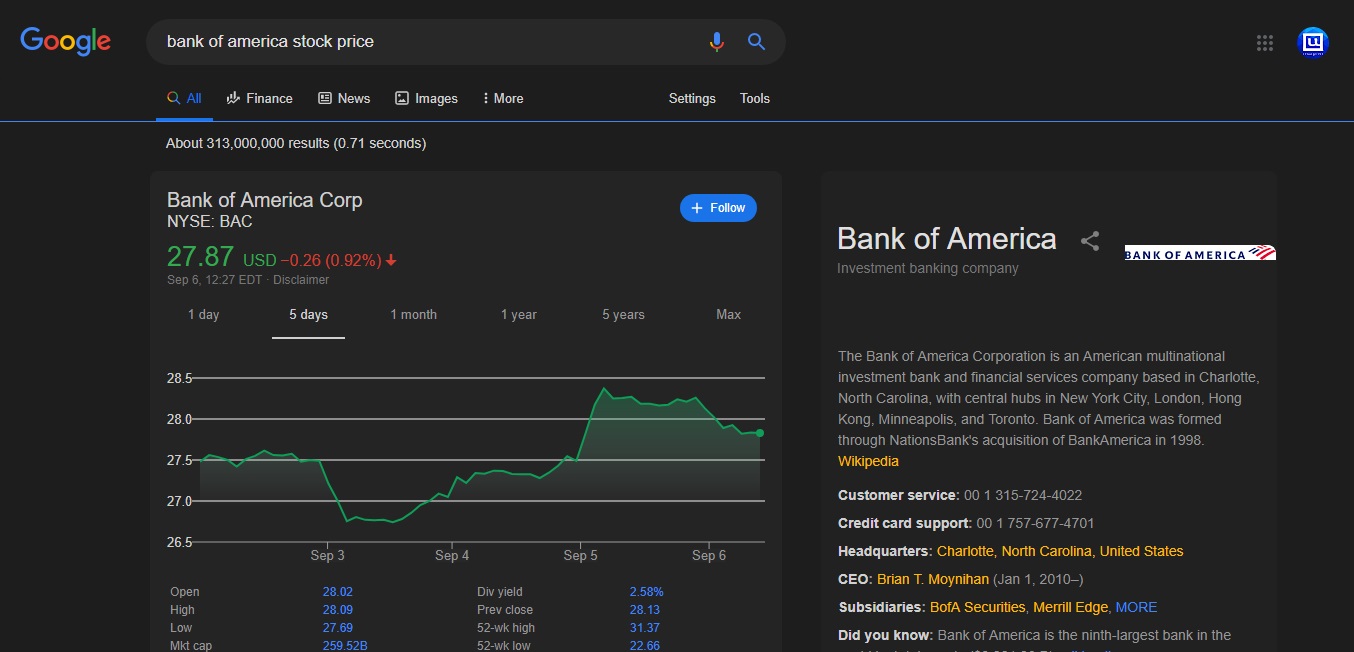 Google
bank of america stock price
All Finance News Images More Settings Tools
About 313,000,000 results (0.71 seconds)
Bank of America Corp
NYSE: BAC
+ Follow
27.87 USD −0.26 (0.92%)
Sep 6, 12:27 EDT · Disclaimer
1 day 5 days 1 month 1 year 5 years Max
28.5
28.0
27.5
27.0
26.5
Sep 3 Sep 4 Sep 5 Sep 6
Open 28.02 Div yield 2.58%
High 28.09 Prev close 28.13
Low 27.69 52-wk high 31.37
Mkt cap 259.52B 52-wk low 22.66
Bank of America
BANK OF AMERICA
Investment banking company
The Bank of America Corporation is an American multinational
investment bank and financial services company based in Charlotte,
North Carolina, with central hubs in New York City, London, Hong
Kong, Minneapolis, and Toronto. Bank of America was formed
through NationsBank's acquisition of BankAmerica in 1998.
Wikipedia
Customer service: 00 1 315-724-4022
Credit card support: 00 1 757-677-4701
Headquarters: Charlotte, North Carolina, United States
CEO: Brian T. Moynihan (Jan 1, 2010–)
Subsidiaries: BofA Securities, Merrill Edge, MORE
Did you know: Bank of America is the ninth-largest bank in the